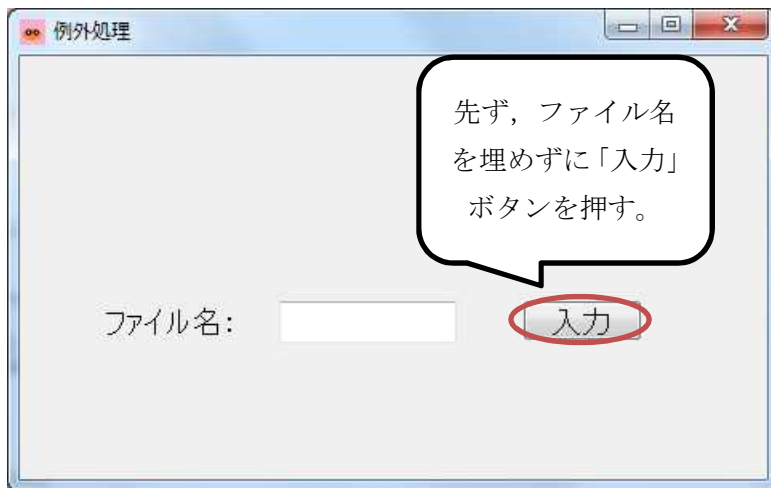 例外処理
先ず，ファイル名
を埋めずに「入力」
ボタンを押す。
ファイル名：
入力